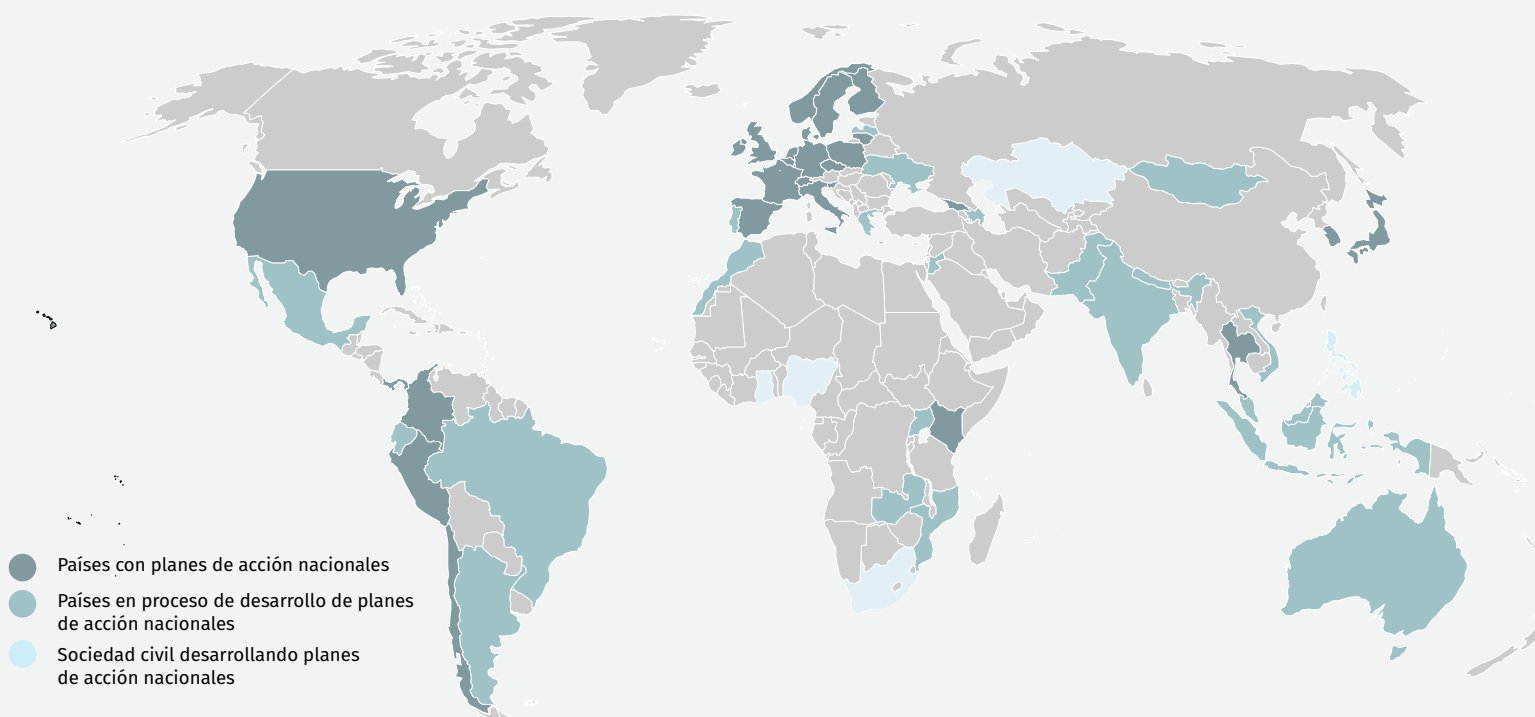 Países con planes de acción nacionales
Países en proceso de desarrollo de planes
de acción nacionales
Sociedad civil desarrollando planes
de acción nacionales